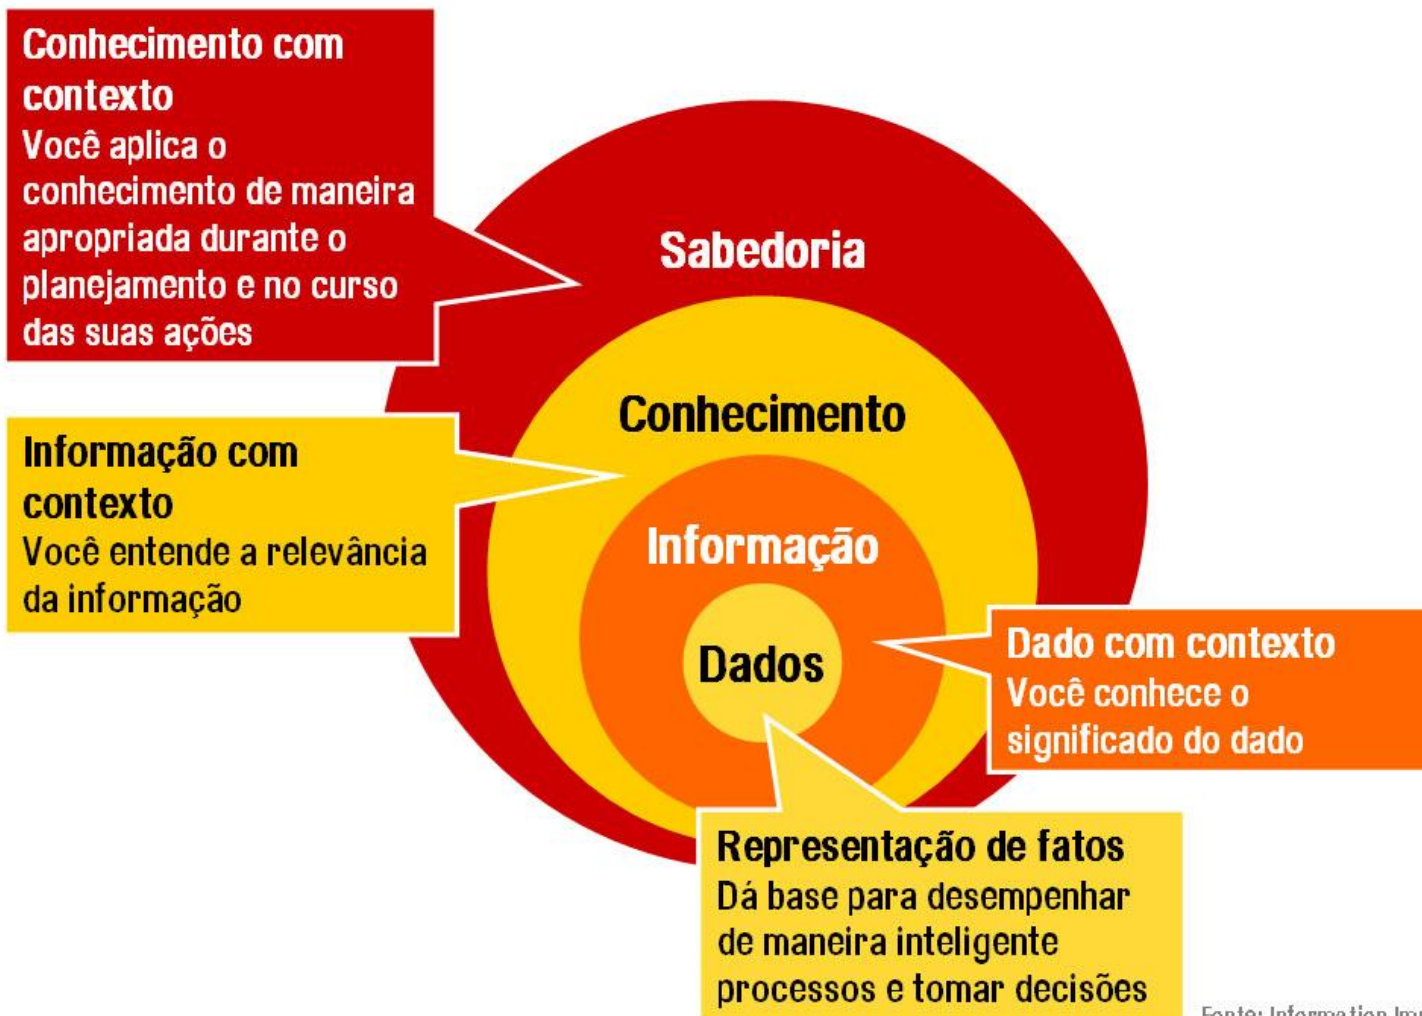 Conhecimento com
contexto
Você aplica o
conhecimento de maneira
apropriada durante o
planejamento e no curso
das suas ações
Sabedoria
Conhecimento
Informação com
contexto
Você entende a relevância
da informação
Informação
Dados
Dado com contexto
Você conhece o
significado do dado
Representação de fatos
Dá base para desempenhar
de maneira inteligente
processos e tomar decisões
Fonte: Information